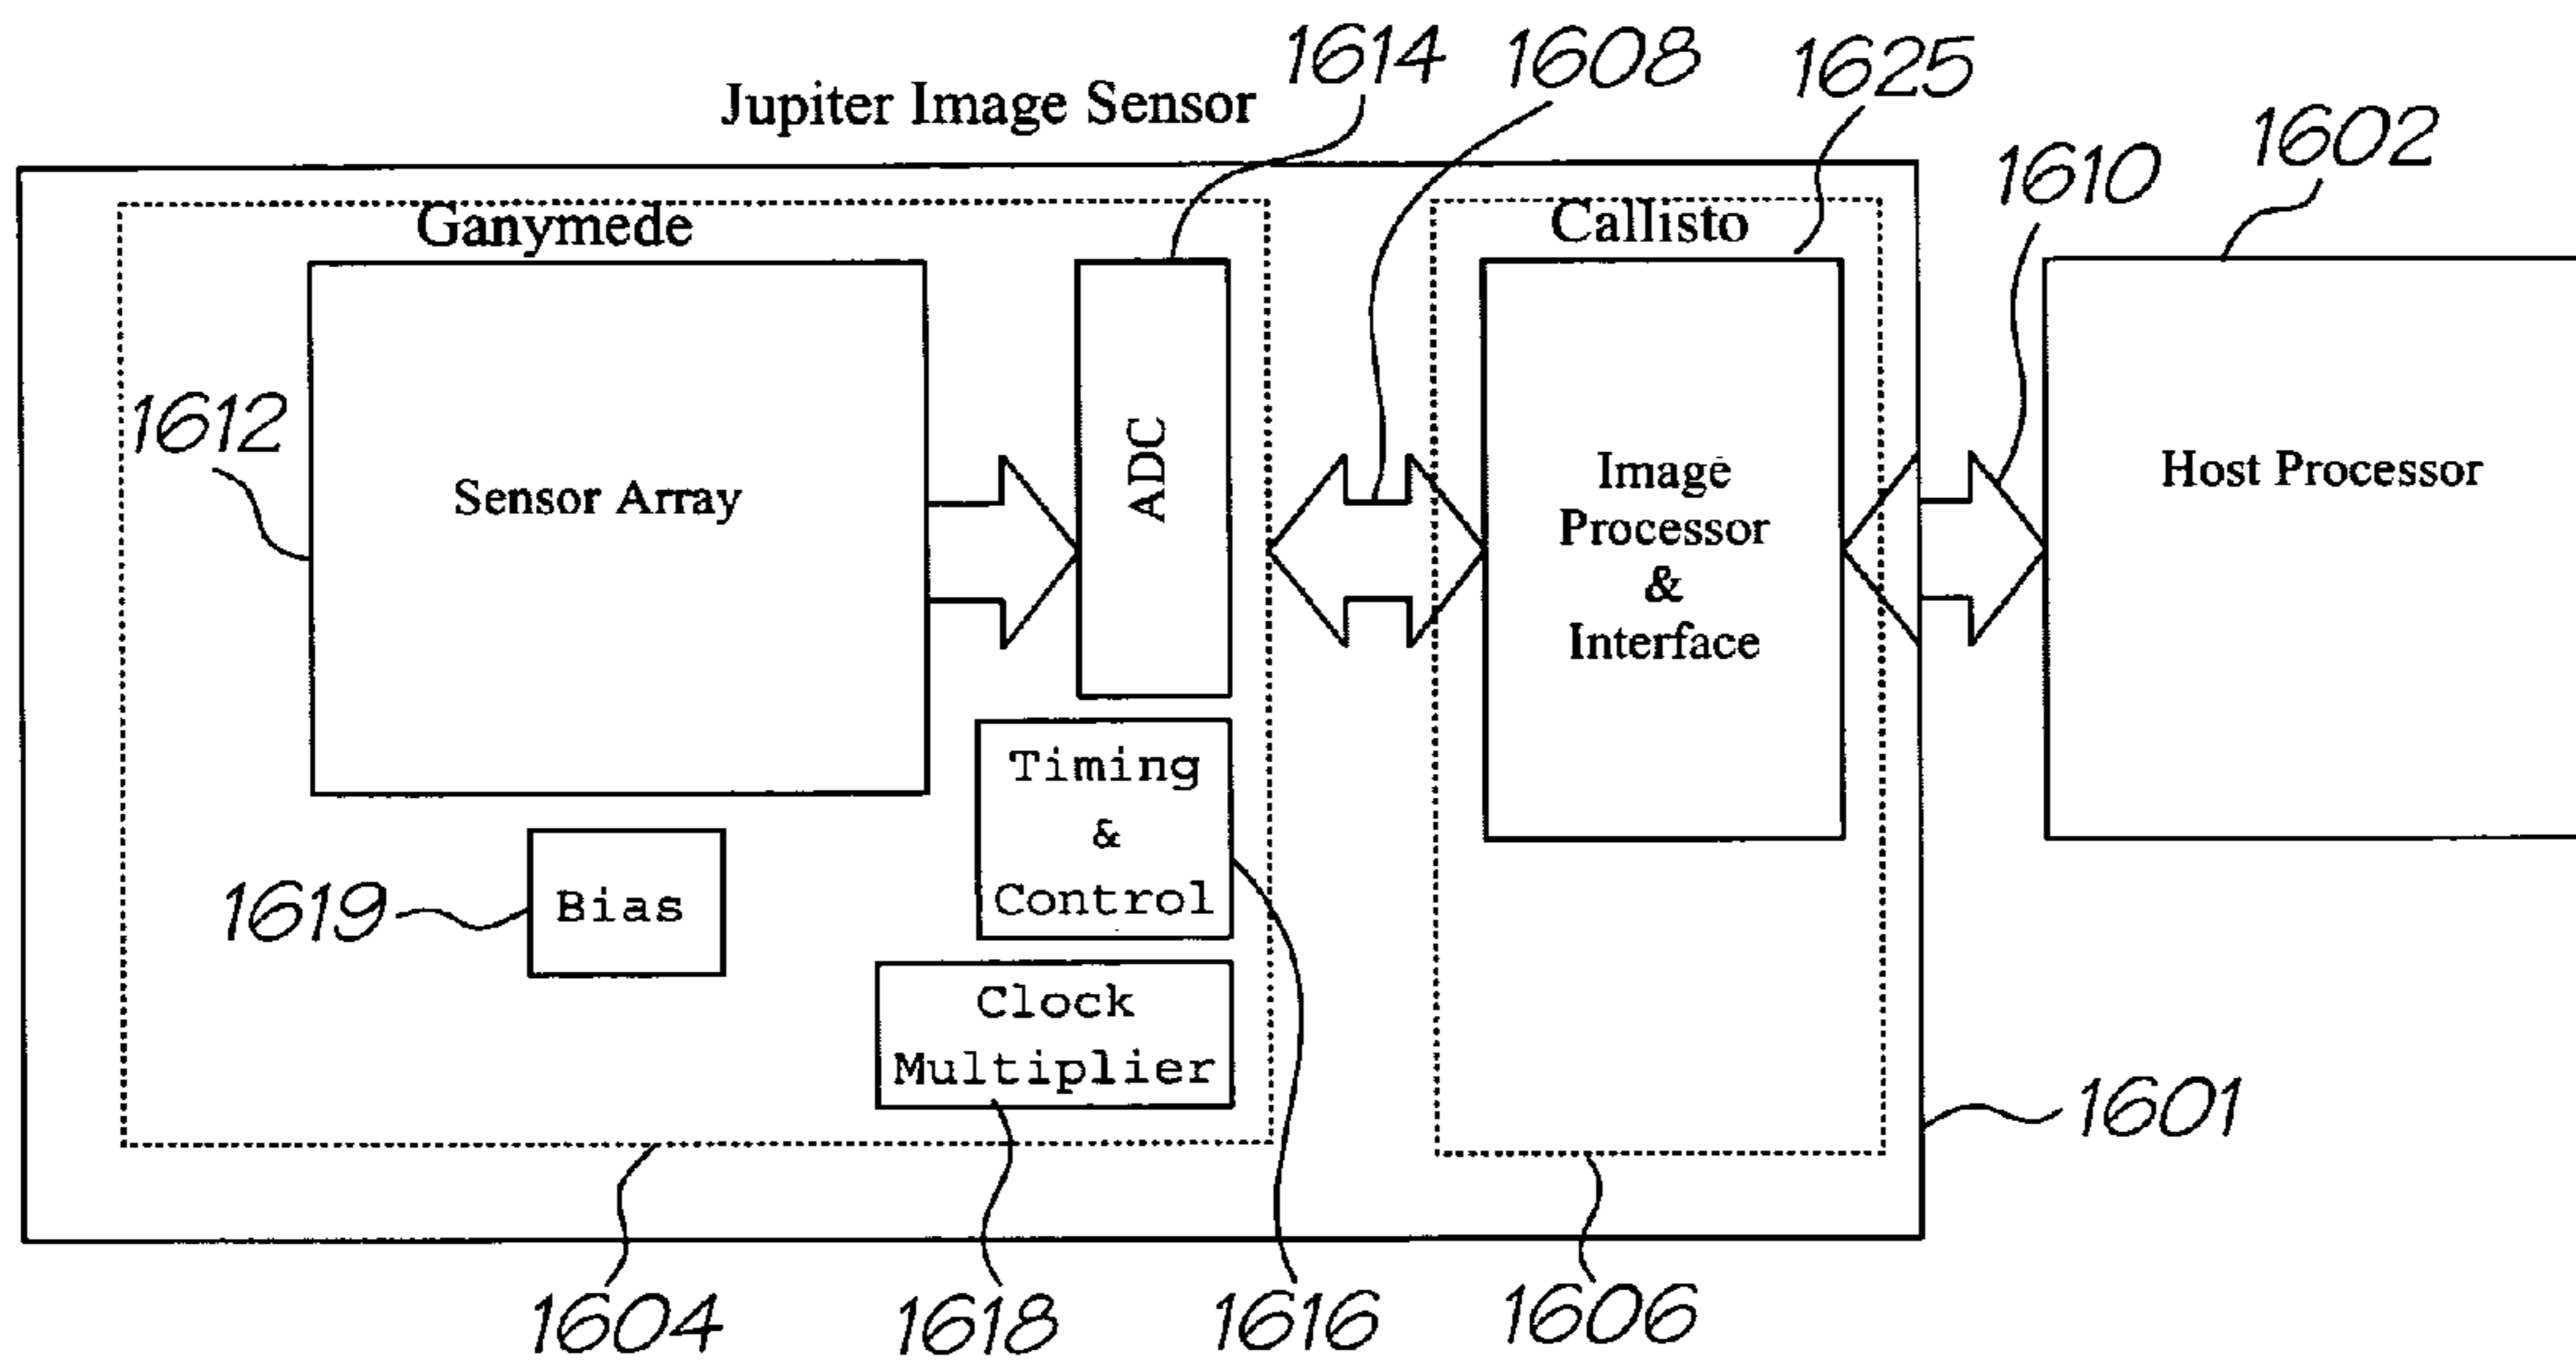 Jupiter Image Sensor
1614
1608
1625
1610
1602
Ganymede
Callisto
1612
Sensor Array
ADC
Image
Processor
&
Interface
Host Processor
Timing
&
Control
1619
Bias
Clock
Multiplier
1601
1604
1618
1616
1606